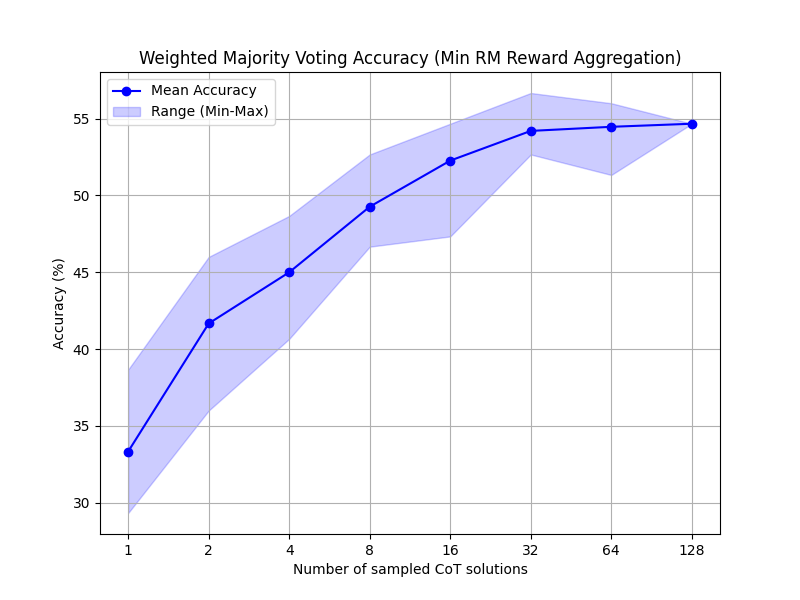 Weighted Majority Voting Accuracy (Min RM Reward Aggregation)
Mean Accuracy
Range (Min-Max)
Accuracy (%)
55
50
45
40
35
30
1 2 4 8 16 32 64 128
Number of sampled CoT solutions